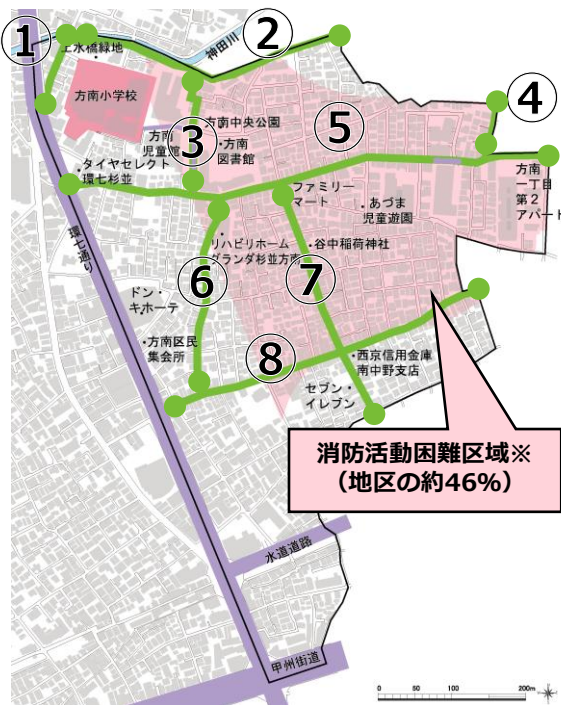 ①
②
神田川
上水橋緑地
④
方南小学校
⑤
方南中央公園
方南
児童館
③
・方南
図書館
・タイヤセレクト
環七杉並
ファミリー
マート
・あづま
児童遊園
方南
一丁目
第２
アパート
環七通り
リハビリホーム
グランダ杉並方南
・谷中稲荷神社
⑥
⑦
ドン・
キホーテ
・方南区民
集会所
⑧
・西京信用金庫
南中野支店
セブン・
イレブン
消防活動困難区域※
（地区の約46%）
水道道路
甲州街道
0 50 100 200m